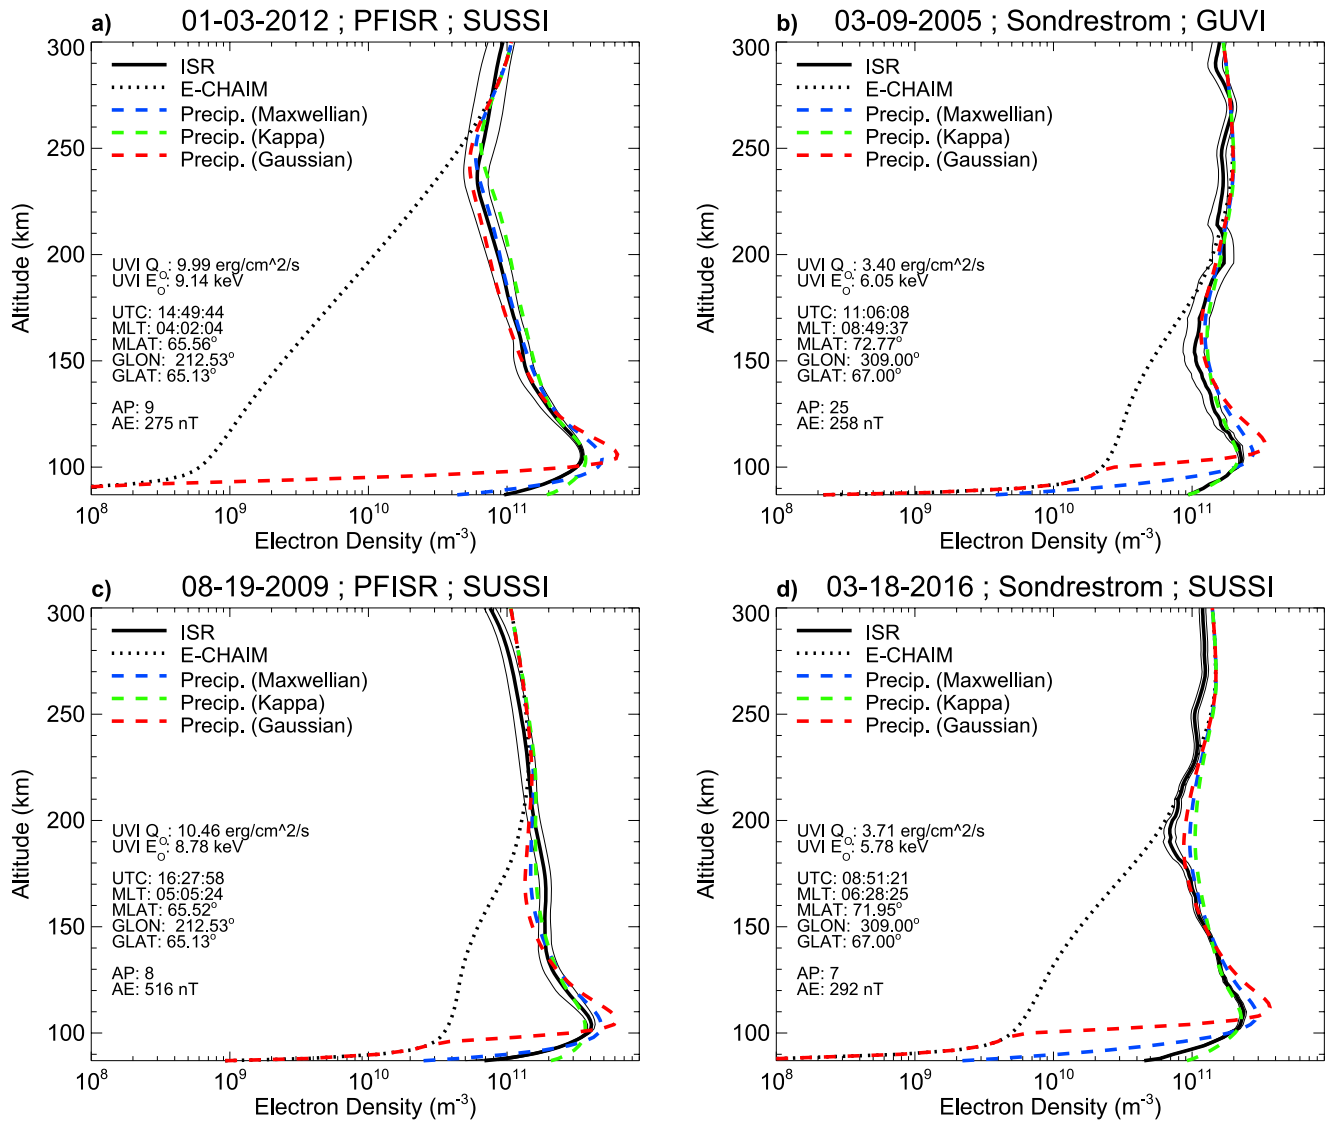 a) 01-03-2012 ; PFISR ; SUSSI
300
250
200
150
100
Altitude (km)
ISR
E-CHAIM
Precip. (Maxwellian)
Precip. (Kappa)
Precip. (Gaussian)
UVI Q_O: 9.99 erg/cm^2/s
UVI E_O: 9.14 keV
UTC: 14:49:44
MLT: 04:02:04
MLAT: 65.56°
GLON: 212.53°
GLAT: 65.13°
AP: 9
AE: 275 nT
10^8 10^9 10^10 10^11
Electron Density (m^-3)
b) 03-09-2005 ; Sondrestrom ; GUVI
300
250
200
150
100
Altitude (km)
ISR
E-CHAIM
Precip. (Maxwellian)
Precip. (Kappa)
Precip. (Gaussian)
UVI Q_O: 3.40 erg/cm^2/s
UVI E_O: 6.05 keV
UTC: 11:06:08
MLT: 08:49:37
MLAT: 72.77°
GLON: 309.00°
GLAT: 67.00°
AP: 25
AE: 258 nT
10^8 10^9 10^10 10^11
Electron Density (m^-3)
c) 08-19-2009 ; PFISR ; SUSSI
300
250
200
150
100
Altitude (km)
ISR
E-CHAIM
Precip. (Maxwellian)
Precip. (Kappa)
Precip. (Gaussian)
UVI Q_O: 10.46 erg/cm^2/s
UVI E_O: 8.78 keV
UTC: 16:27:58
MLT: 05:05:24
MLAT: 65.52°
GLON: 212.53°
GLAT: 65.13°
AP: 8
AE: 516 nT
10^8 10^9 10^10 10^11
Electron Density (m^-3)
d) 03-18-2016 ; Sondrestrom ; SUSSI
300
250
200
150
100
Altitude (km)
ISR
E-CHAIM
Precip. (Maxwellian)
Precip. (Kappa)
Precip. (Gaussian)
UVI Q_O: 3.71 erg/cm^2/s
UVI E_O: 5.78 keV
UTC: 08:51:21
MLT: 06:28:25
MLAT: 71.95°
GLON: 309.00°
GLAT: 67.00°
AP: 7
AE: 292 nT
10^8 10^9 10^10 10^11
Electron Density (m^-3)